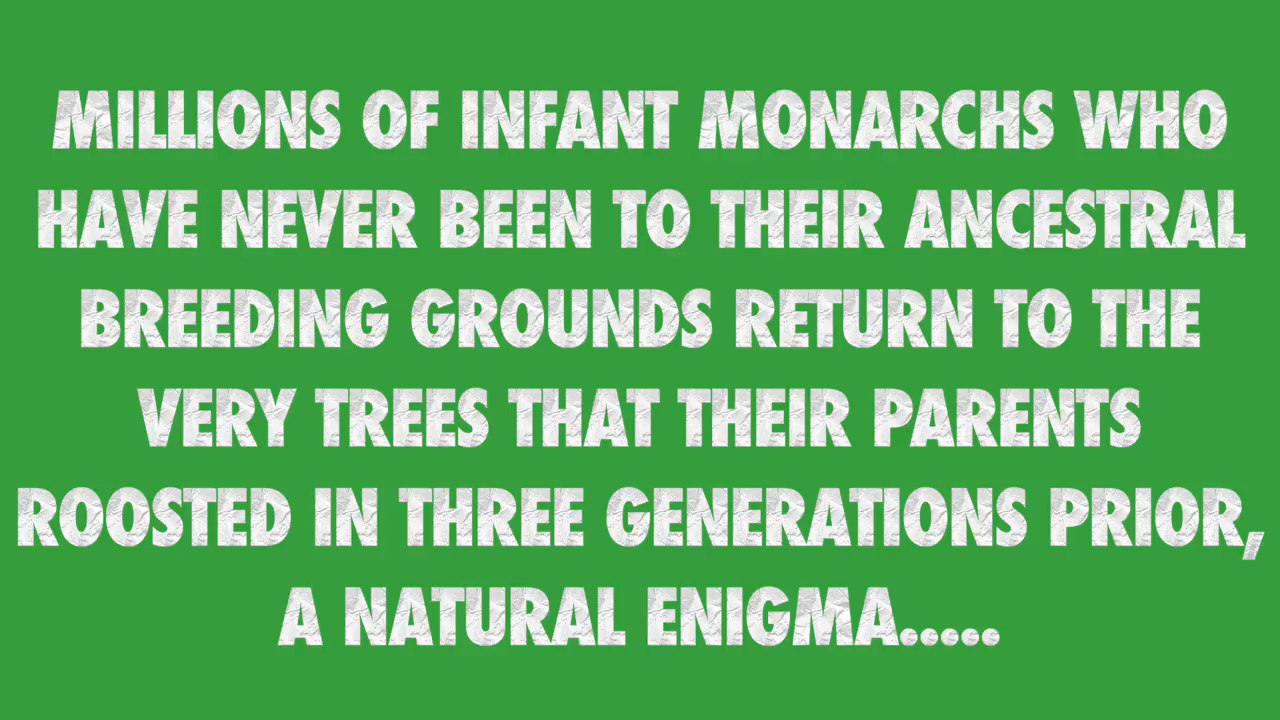 MILLIONS OF INFANT MONARCHS WHO
HAVE NEVER BEEN TO THEIR ANCESTRAL
BREEDING GROUNDS RETURN TO THE
VERY TREES THAT THEIR PARENTS
ROOSTED IN THREE GENERATIONS PRIOR,
A NATURAL ENIGMA.....